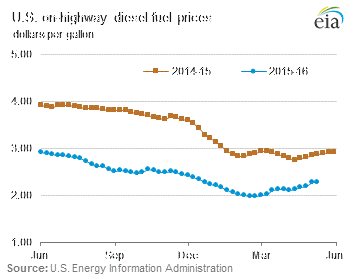 U.S. on-highway diesel fuel prices
dollars per gallon
eia
5.00
2014-15
2015-16
4.00
3.00
2.00
1.00
Jun
Sep
Dec
Mar
Jun
Source: U.S. Energy Information Administration